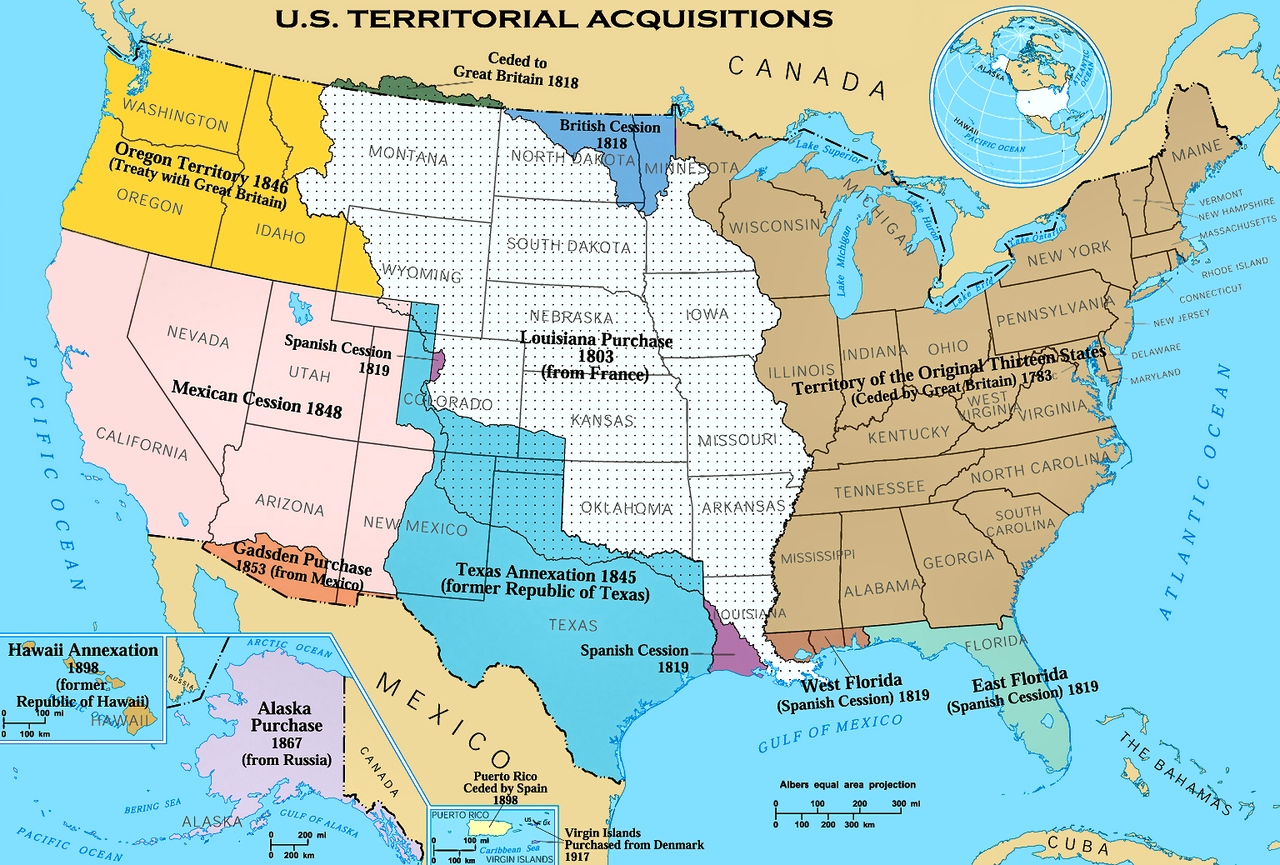 U.S. TERRITORIAL ACQUISITIONS
CANADA
Ceded to
Great Britain 1818
ALASKA
ATLANTIC
OCEAN
HAWAII
PACIFIC OCEAN
WASHINGTON
Oregon Territory 1846
(Treaty with Great Britain)
OREGON
IDAHO
MONTANA
NORTH DAKOTA
British Cession
1818
MINNESOTA
Lake Superior
MICHIGAN
Lake Michigan
Lake Huron
Lake Ontario
Lake Erie
WISCONSIN
MAINE
VERMONT
NEW HAMPSHIRE
MASSACHUSETTS
NEW YORK
RHODE ISLAND
CONNECTICUT
NEW JERSEY
PENNSYLVANIA
DELAWARE
MARYLAND
WYOMING
SOUTH DAKOTA
NEBRASKA
IOWA
Louisiana Purchase
1803
(from France)
ILLINOIS
INDIANA
OHIO
Territory of the Original Thirteen States
(Ceded by Great Britain) 1783
WEST
VIRGINIA
VIRGINIA
NEVADA
UTAH
Spanish Cession
1819
Mexican Cession 1848
COLORADO
KANSAS
MISSOURI
KENTUCKY
CALIFORNIA
ARIZONA
NEW MEXICO
OKLAHOMA
ARKANSAS
TENNESSEE
NORTH CAROLINA
SOUTH
CAROLINA
MISSISSIPPI
ALABAMA
GEORGIA
PACIFIC OCEAN
ATLANTIC OCEAN
Gadsden Purchase
1853 (from Mexico)
Texas Annexation 1845
(former Republic of Texas)
TEXAS
LOUISIANA
FLORIDA
Spanish Cession
1819
West Florida
(Spanish Cession) 1819
East Florida
(Spanish Cession) 1819
GULF OF MEXICO
MEXICO
THE BAHAMAS
CUBA
Albers equal area projection
0 100 200 300 mi
0 100 200 300 km
Hawaii Annexation
1898
(former
Republic of Hawaii)
HAWAII
0 100 mi
0 100 km
ARCTIC OCEAN
RUSSIA
Alaska
Purchase
1867
(from Russia)
CANADA
BERING SEA
ALASKA
GULF OF ALASKA
PACIFIC OCEAN
0 200 mi
0 200 km
Puerto Rico
Ceded by Spain
1898
PUERTO RICO
0 100 mi
0 100 km
Caribbean Sea
VIRGIN ISLANDS
Virgin Islands
Purchased from Denmark
1917